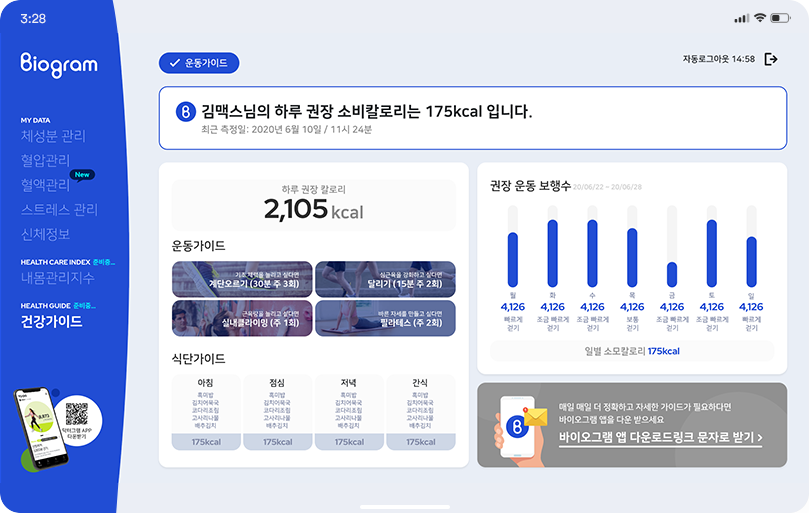 3:28
Biogram
MY DATA
체성분 관리
혈압관리
혈액관리
New
스트레스 관리
신체정보
HEALTH CARE INDEX 준비중...
내몸관리지수
HEALTH GUIDE 준비중...
건강가이드
닥터그램 APP
다운받기
운동가이드
자동로그아웃 14:58
김맥스님의 하루 권장 소비칼로리는 175kcal 입니다.
최근 측정일: 2020년 6월 10일 / 11시 24분
하루 권장 칼로리
2,105 kcal
운동가이드
기초 체력을 늘리고 싶다면
계단오르기 (30분 주 3회)
심근육을 강화하고 싶다면
달리기 (15분 주 2회)
근육량을 늘리고 싶다면
실내클라이밍 (주 1회)
바른 자세를 만들고 싶다면
필라테스 (주 2회)
식단가이드
아침
흑미밥
김치어묵국
코다리조림
고사리나물
배추김치
175kcal
점심
흑미밥
김치어묵국
코다리조림
고사리나물
배추김치
175kcal
저녁
흑미밥
김치어묵국
코다리조림
고사리나물
배추김치
175kcal
간식
흑미밥
김치어묵국
코다리조림
고사리나물
배추김치
175kcal
권장 운동 보행수 20/06/22 ~ 20/06/28
월 화 수 목 금 토 일
4,126 4,126 4,126 4,126 4,126 4,126 4,126
빠르게 조금 빠르게 조금 빠르게 보통 조금 빠르게 조금 빠르게 빠르게
걷기 걷기 걷기 걷기 걷기 걷기 걷기
일별 소모칼로리 175kcal
매일 매일 더 정확하고 자세한 가이드가 필요하다면
바이오그램 앱을 다운 받으세요
바이오그램 앱 다운로드링크 문자로 받기 >